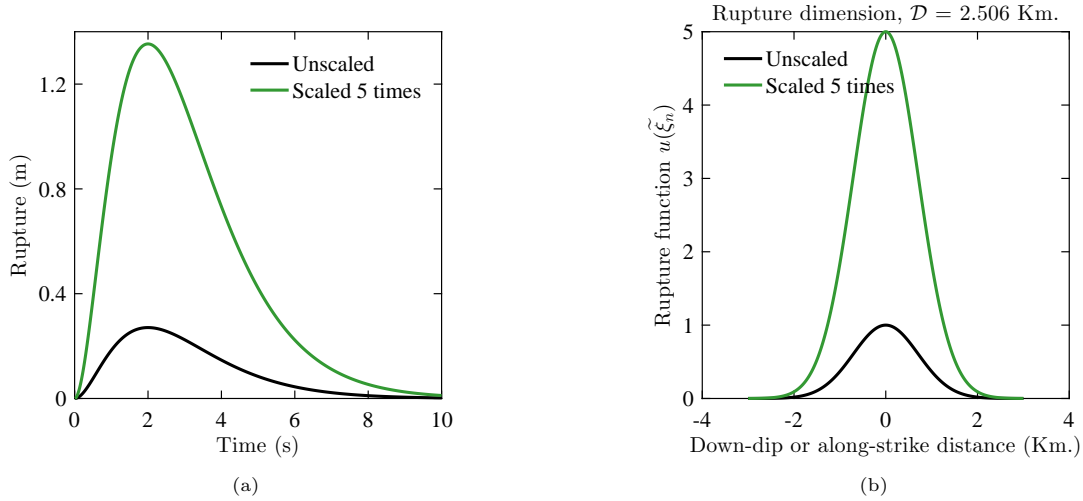 Rupture (m)
1.2
0.8
0.4
0
Unscaled
Scaled 5 times
0 2 4 6 8 10
Time (s)
(a)
Rupture dimension, 𝒟 = 2.506 Km.
Rupture function u(ξ̃ₙ)
5
4
3
2
1
0
Unscaled
Scaled 5 times
-4 -2 0 2 4
Down-dip or along-strike distance (Km.)
(b)